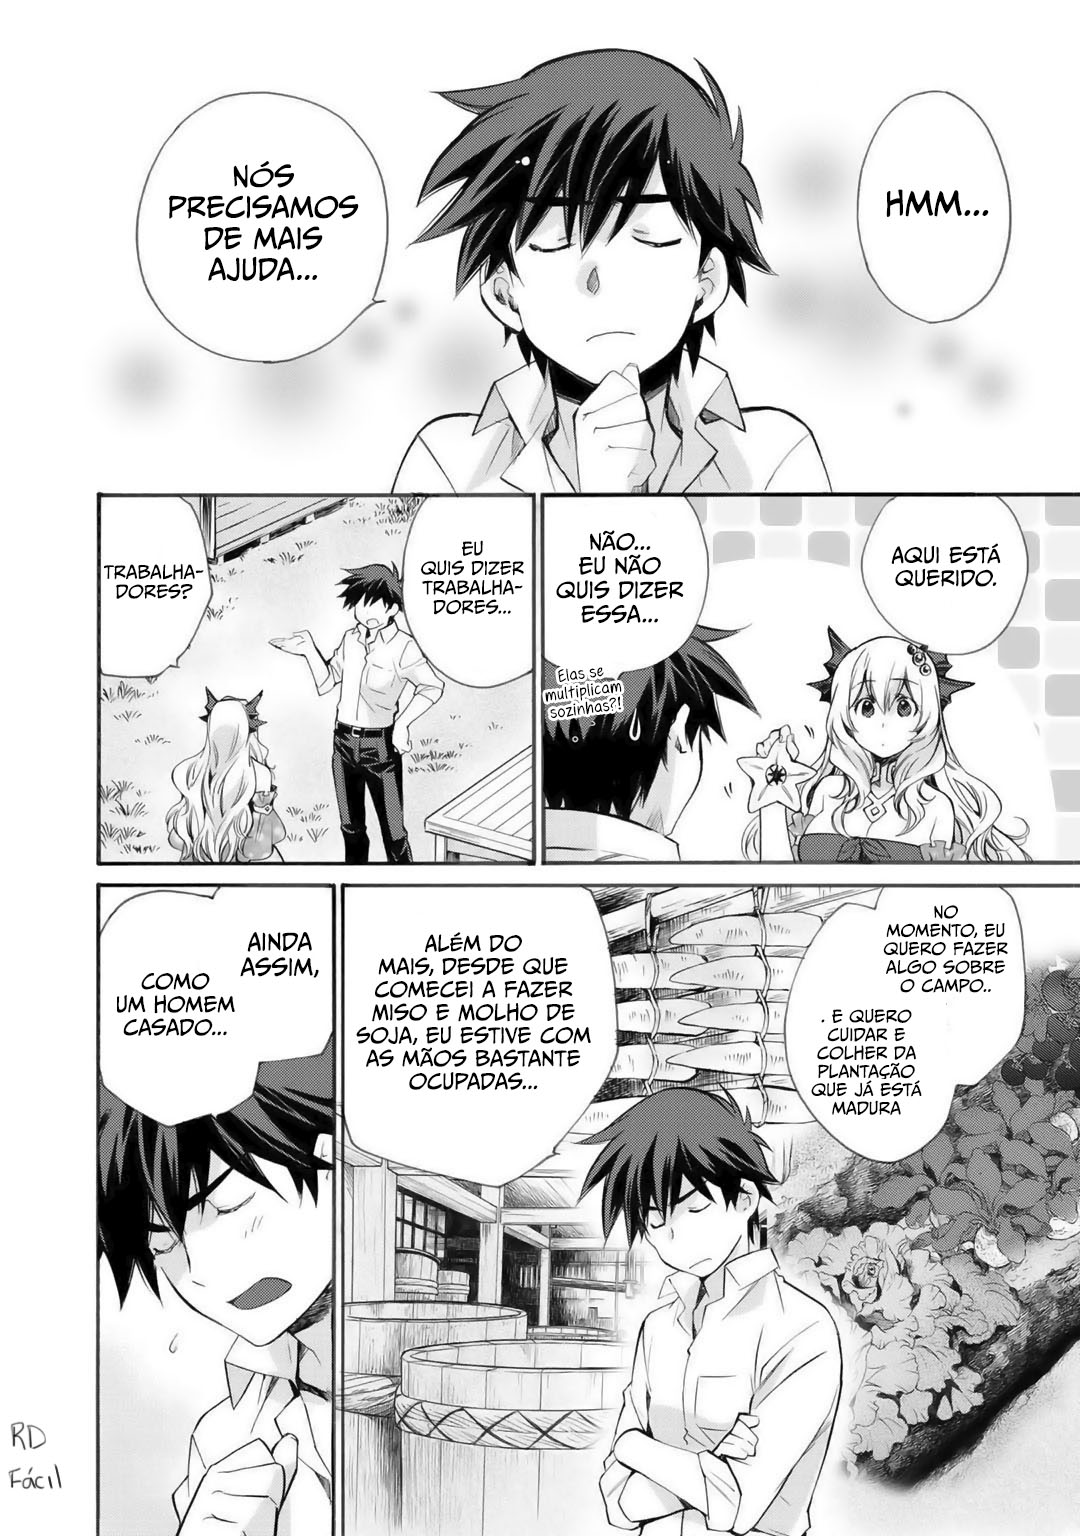 HMM...
NÓS
PRECISAMOS
DE MAIS
AJUDA...
AQUI ESTÁ
QUERIDO.
NÃO...
EU NÃO
QUIS DIZER
ESSA...
Elas se
multiplicam
sozinhas?!
EU
QUIS DIZER
TRABALHA-
DORES...
TRABALHA-
DORES?
NO
MOMENTO, EU
QUERO FAZER
ALGO SOBRE
O CAMPO..
. E QUERO
CUIDAR E
COLHER DA
PLANTAÇÃO
QUE JÁ ESTÁ
MADURA
ALÉM DO
MAIS, DESDE QUE
COMECEI A FAZER
MISO E MOLHO DE
SOJA, EU ESTIVE COM
AS MÃOS BASTANTE
OCUPADAS...
AINDA
ASSIM,
COMO
UM HOMEM
CASADO...
RD
Fácil